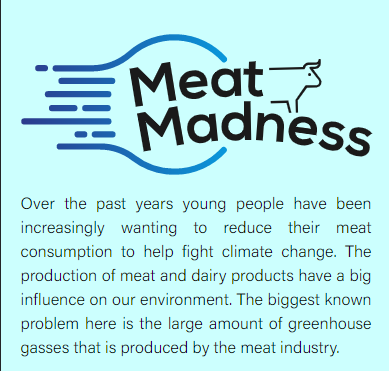 Meat
Madness
Over the past years young people have been
increasingly wanting to reduce their meat
consumption to help fight climate change. The
production of meat and dairy products have a big
influence on our environment. The biggest known
problem here is the large amount of greenhouse
gasses that is produced by the meat industry.